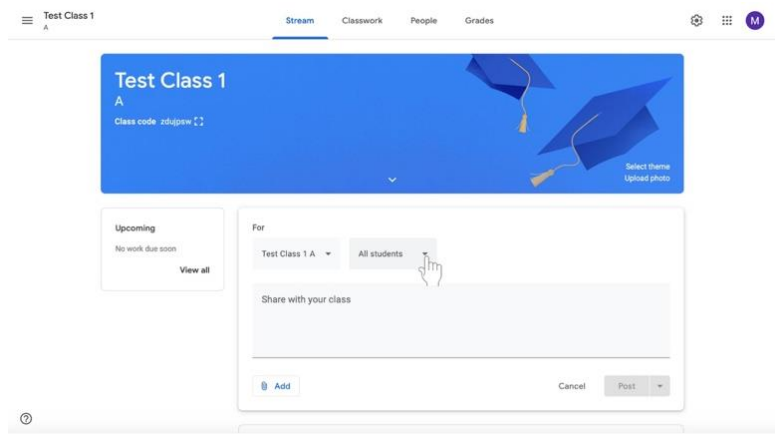 Test Class 1
A
Stream Classwork People Grades
M
Test Class 1
A
Class code zdujpsw
Select theme
Upload photo
Upcoming
No work due soon
View all
For
Test Class 1 A All students
Share with your class
Add Cancel Post